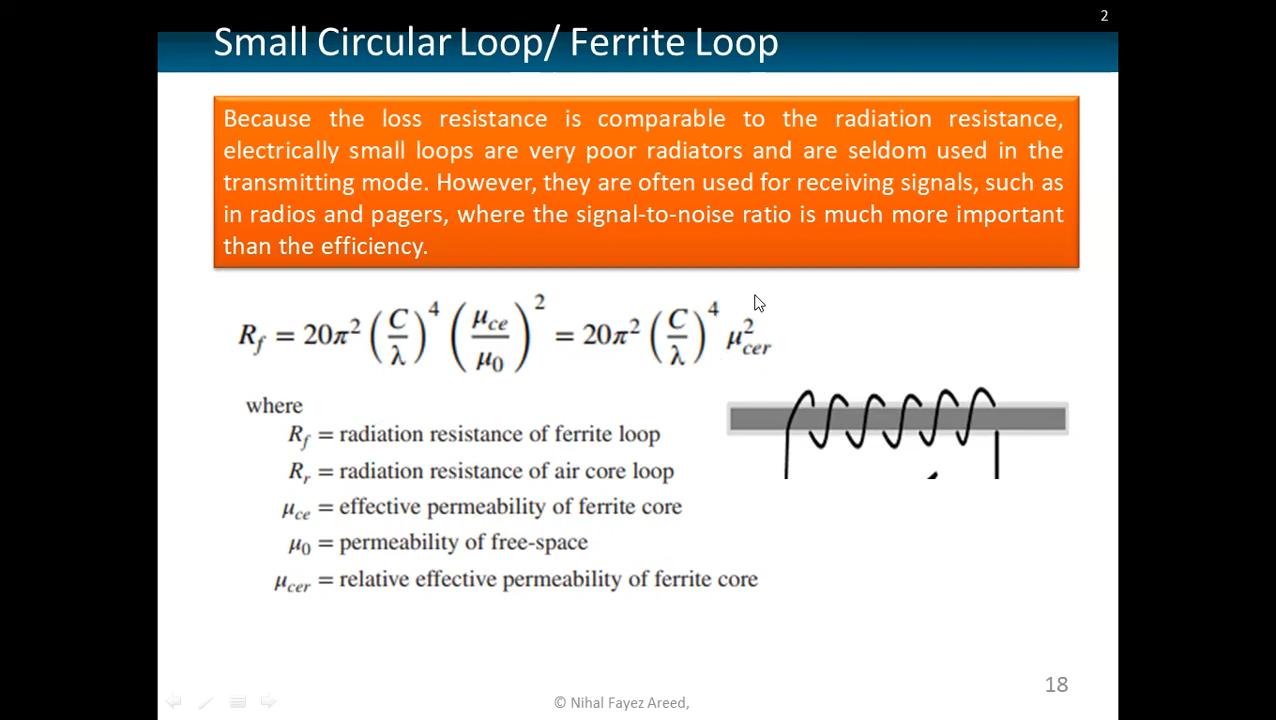 2
Small Circular Loop/ Ferrite Loop
Because the loss resistance is comparable to the radiation resistance,
electrically small loops are very poor radiators and are seldom used in the
transmitting mode. However, they are often used for receiving signals, such as
in radios and pagers, where the signal-to-noise ratio is much more important
than the efficiency.
R_f = 20π² (C/λ)⁴ (μ_ce/μ_0)² = 20π² (C/λ)⁴ μ²_cer
where
R_f = radiation resistance of ferrite loop
R_r = radiation resistance of air core loop
μ_ce = effective permeability of ferrite core
μ_0 = permeability of free-space
μ_cer = relative effective permeability of ferrite core
18
© Nihal Fayez Areed,